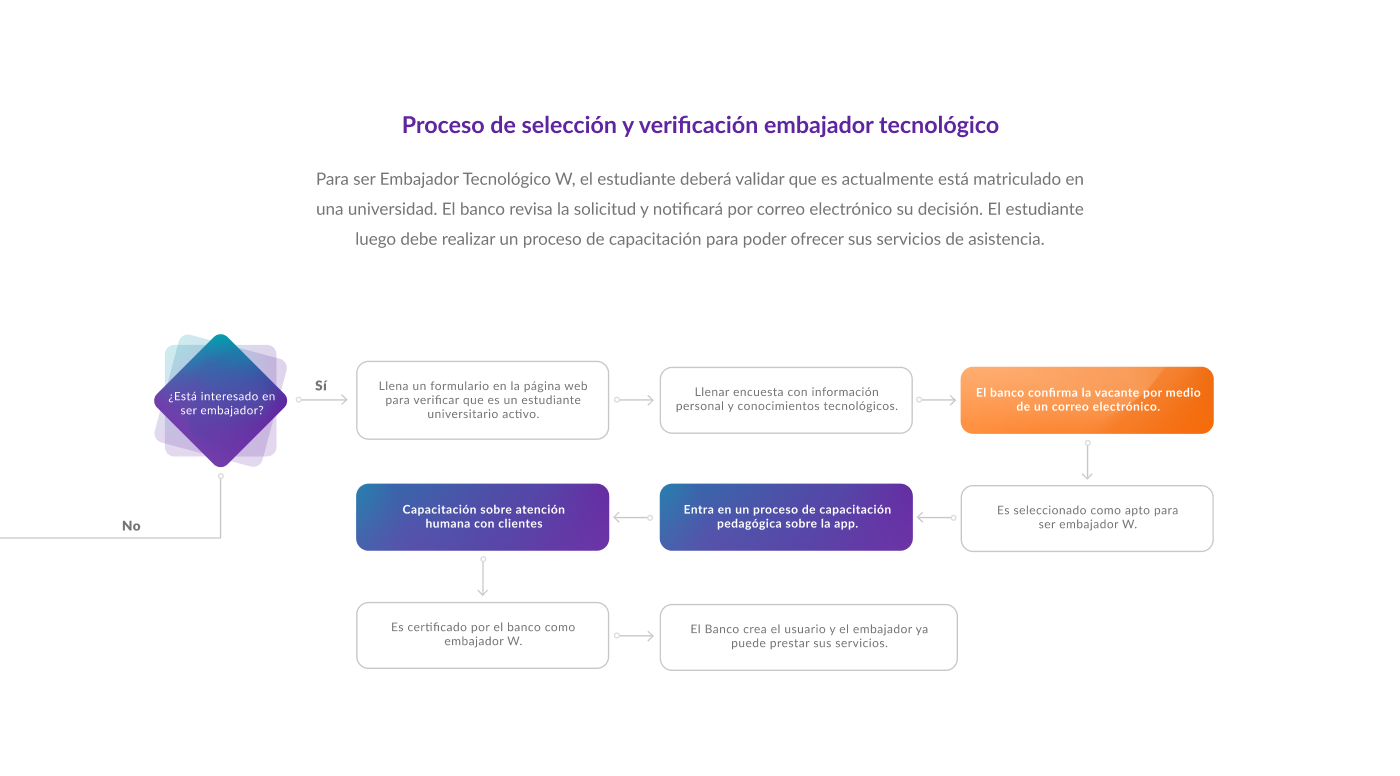 Proceso de selección y verificación embajador tecnológico
Para ser Embajador Tecnológico W, el estudiante deberá validar que es actualmente está matriculado en
una universidad. El banco revisa la solicitud y notificará por correo electrónico su decisión. El estudiante
luego debe realizar un proceso de capacitación para poder ofrecer sus servicios de asistencia.
¿Está interesado en
ser embajador?
Sí
Llena un formulario en la página web
para verificar que es un estudiante
universitario activo.
Llenar encuesta con información
personal y conocimientos tecnológicos.
El banco confirma la vacante por medio
de un correo electrónico.
No
Es seleccionado como apto para
ser embajador W.
Entra en un proceso de capacitación
pedagógica sobre la app.
Capacitación sobre atención
humana con clientes
Es certificado por el banco como
embajador W.
El Banco crea el usuario y el embajador ya
puede prestar sus servicios.